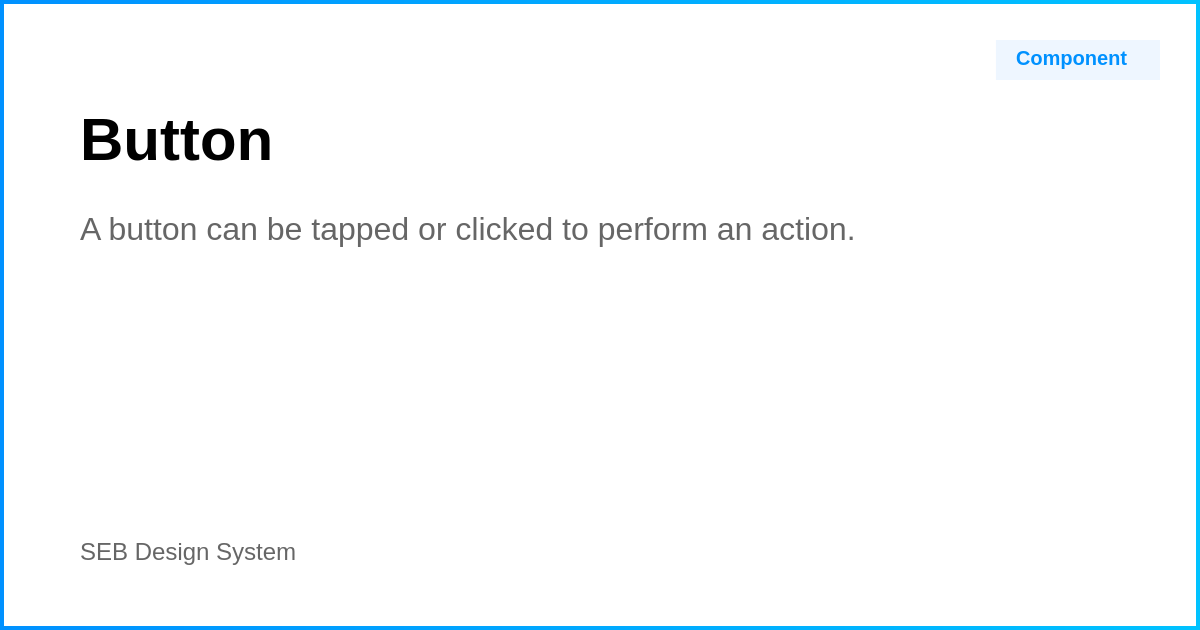 Component
Button
A button can be tapped or clicked to perform an action.
SEB Design System